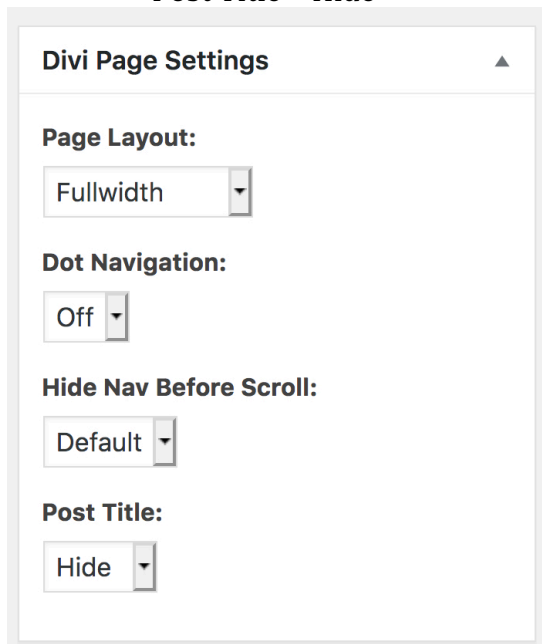 Divi Page Settings
Page Layout:
Fullwidth
Dot Navigation:
Off
Hide Nav Before Scroll:
Default
Post Title:
Hide